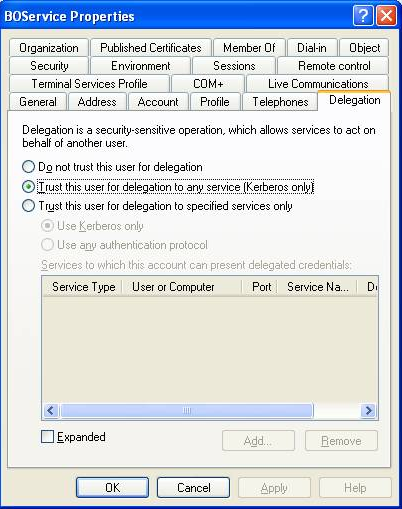 BOService Properties
Organization Published Certificates Member Of Dial-in Object
Security Environment Sessions Remote control
Terminal Services Profile COM+ Live Communications
General Address Account Profile Telephones Delegation
Delegation is a security-sensitive operation, which allows services to act on
behalf of another user.
Do not trust this user for delegation
Trust this user for delegation to any service (Kerberos only)
Trust this user for delegation to specified services only
Use Kerberos only
Use any authentication protocol
Services to which this account can present delegated credentials:
Service Type User or Computer Port Service Na... Do
Expanded
Add... Remove
OK Cancel Apply Help